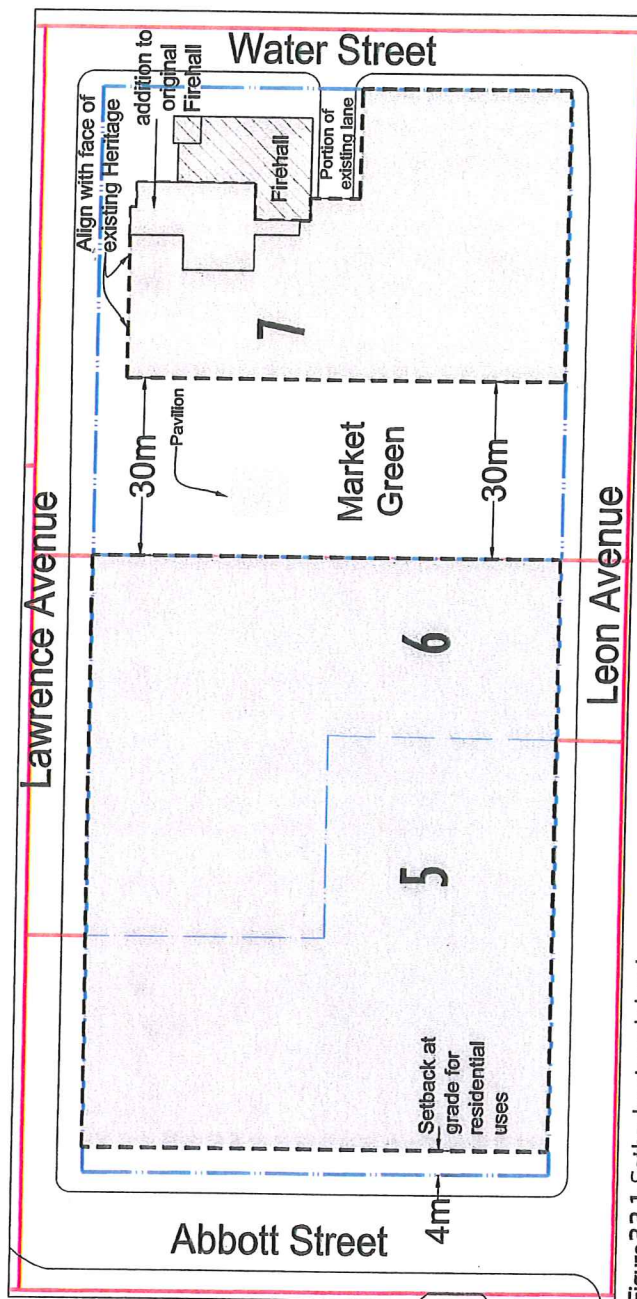 Water Street
addition to
original
Firehall
Align with face of
existing Heritage
Firehall
Portion of
existing lane
7
30m
Pavilion
Market
Green
30m
Lawrence Avenue
Leon Avenue
6
5
Setback at
grade for
residential
uses
4m
Abbott Street
Figure